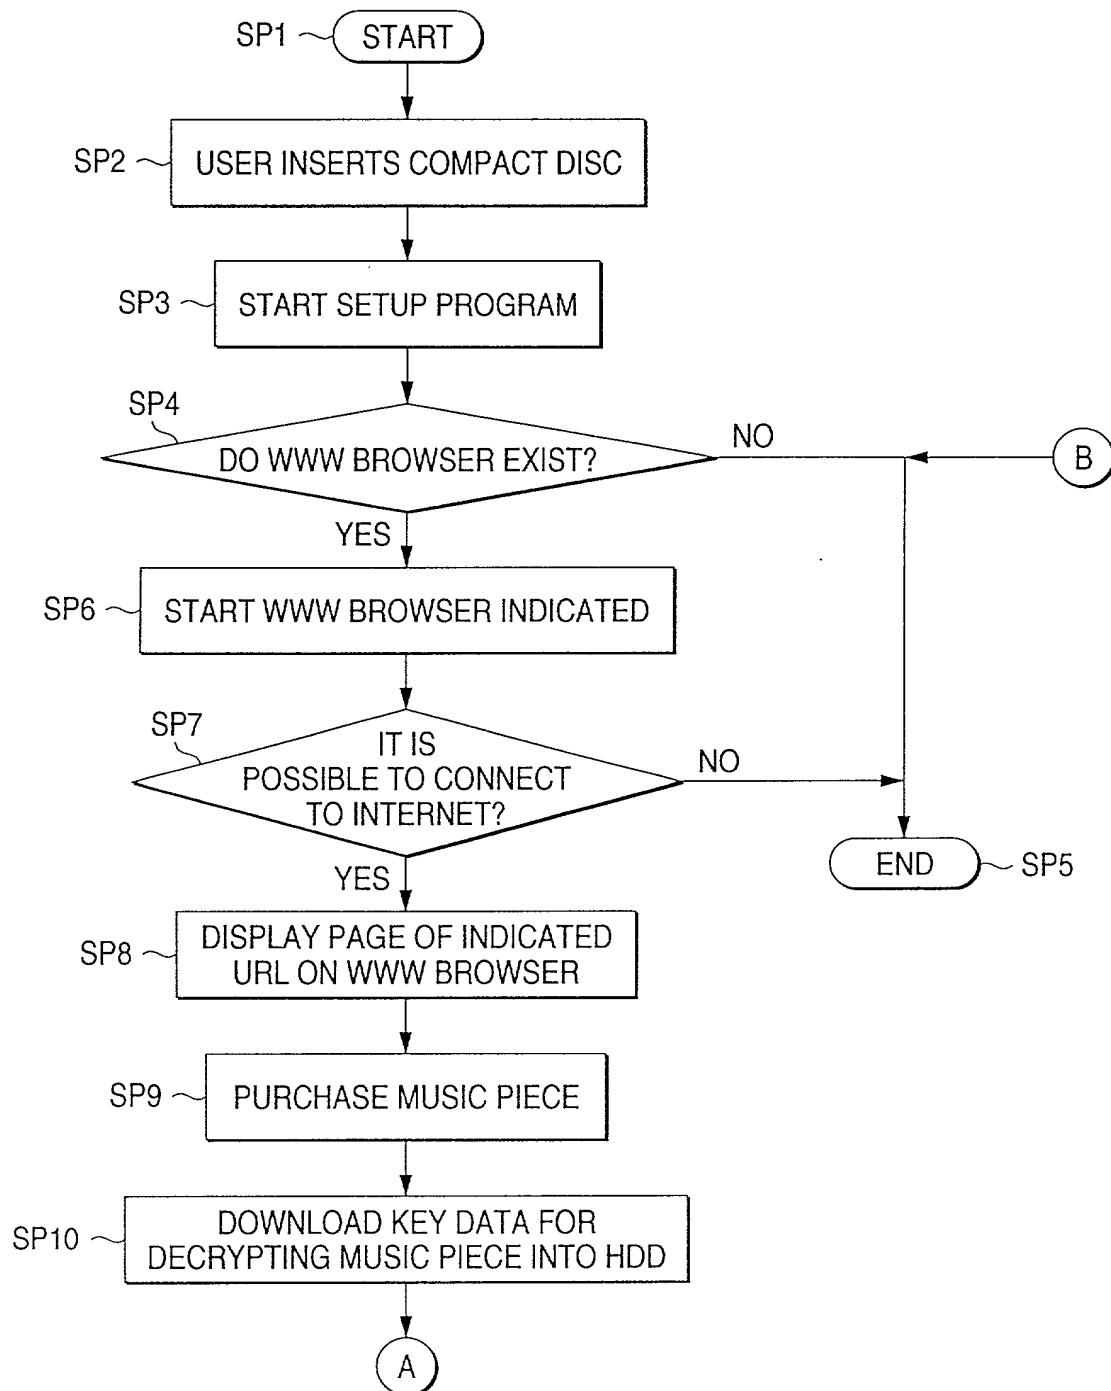 SP1
START
SP2
USER INSERTS COMPACT DISC
SP3
START SETUP PROGRAM
SP4
DO WWW BROWSER EXIST?
NO
B
YES
SP6
START WWW BROWSER INDICATED
SP7
IT IS
POSSIBLE TO CONNECT
TO INTERNET?
NO
YES
END
SP5
SP8
DISPLAY PAGE OF INDICATED
URL ON WWW BROWSER
SP9
PURCHASE MUSIC PIECE
SP10
DOWNLOAD KEY DATA FOR
DECRYPTING MUSIC PIECE INTO HDD
A